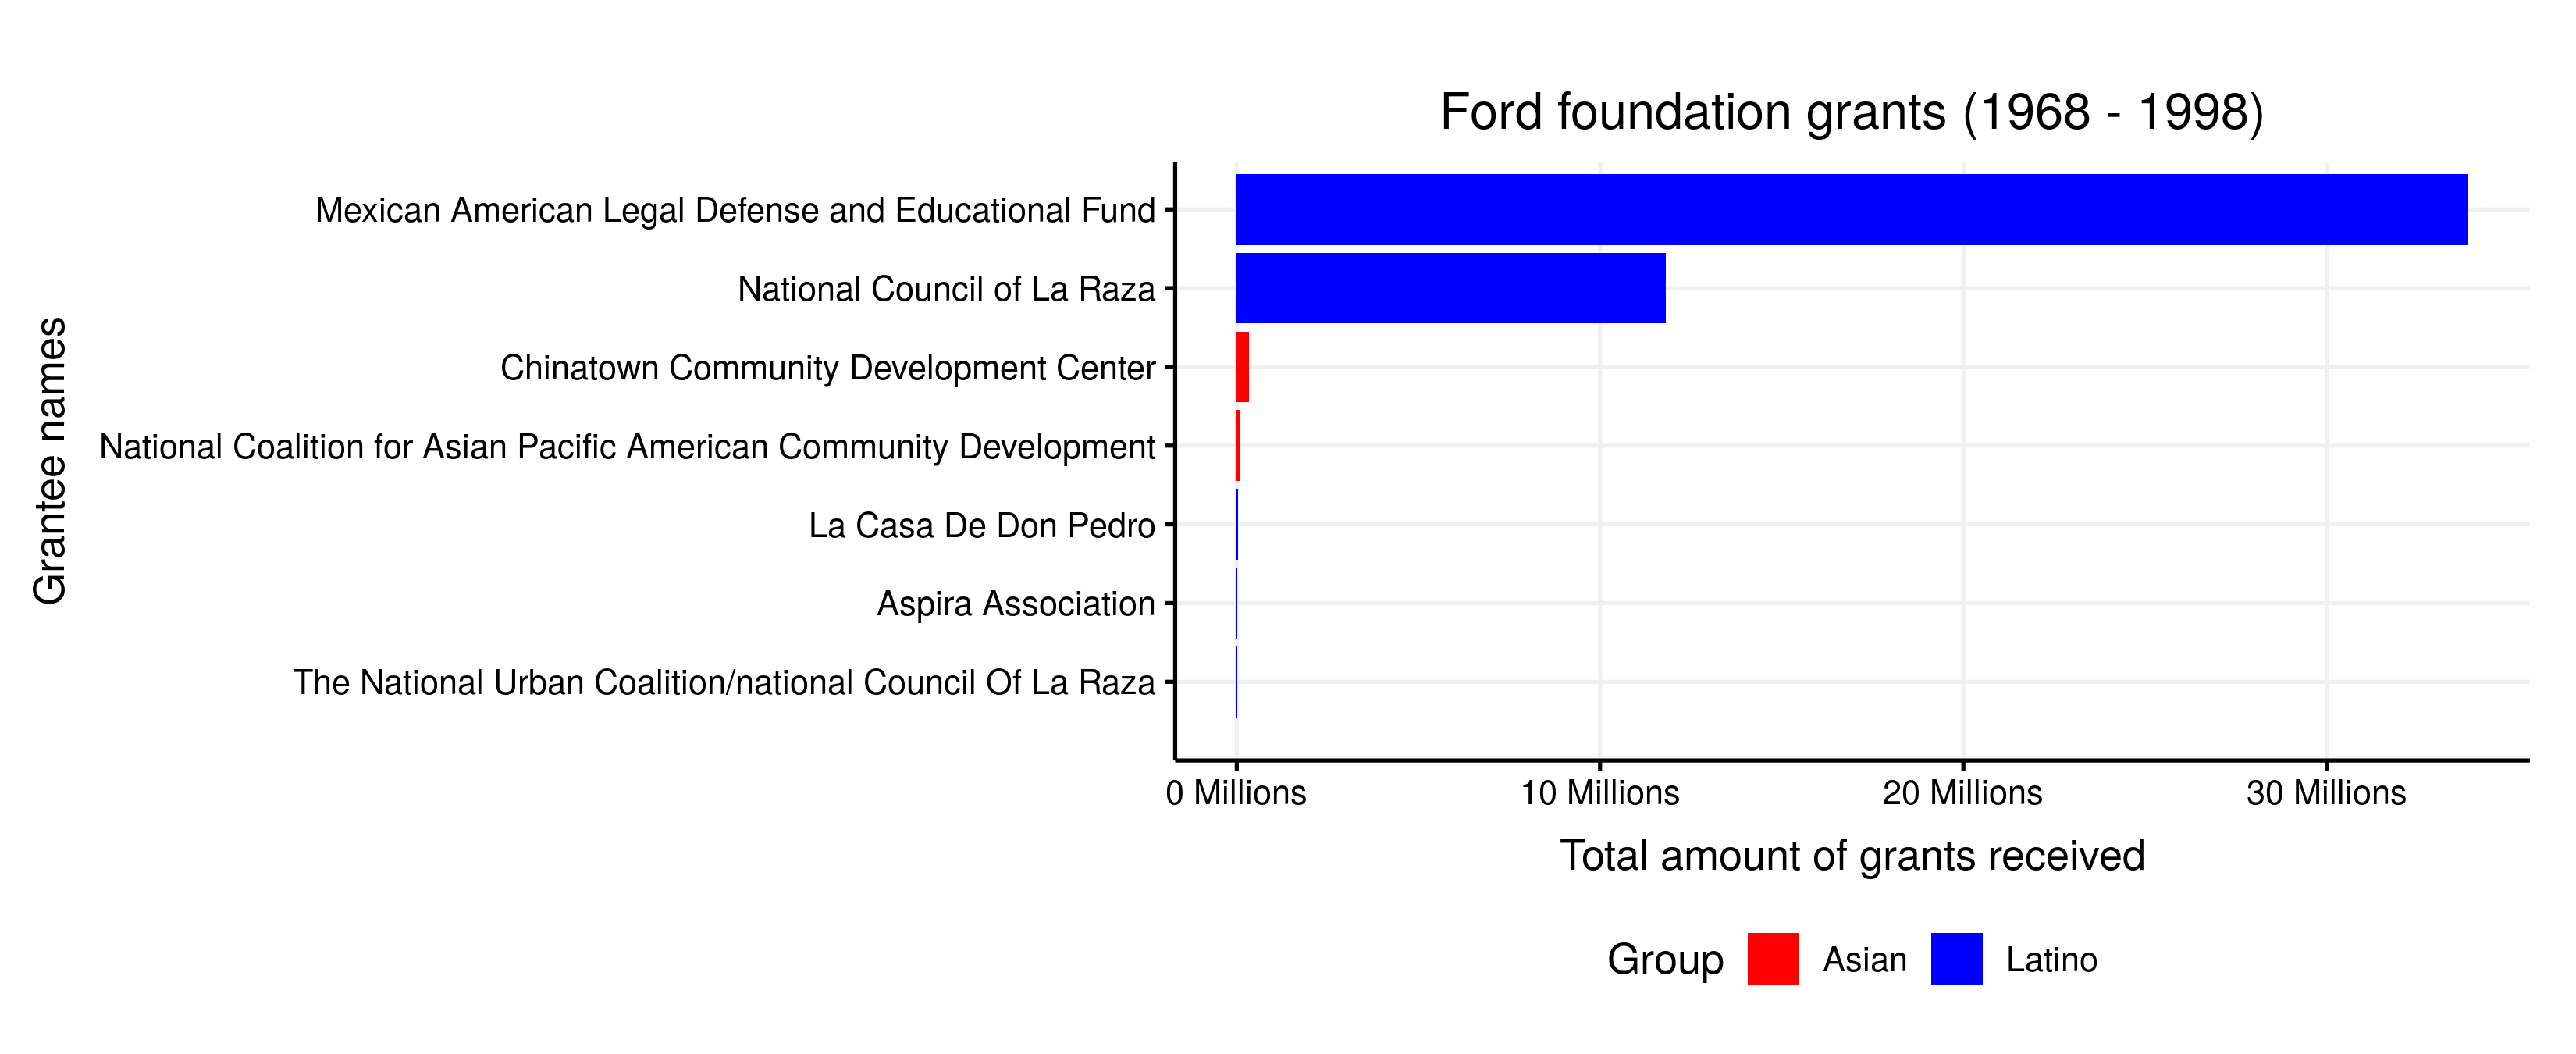 Ford foundation grants (1968 - 1998)
Grantee names
Mexican American Legal Defense and Educational Fund
National Council of La Raza
Chinatown Community Development Center
National Coalition for Asian Pacific American Community Development
La Casa De Don Pedro
Aspira Association
The National Urban Coalition/national Council Of La Raza
0 Millions 10 Millions 20 Millions 30 Millions
Total amount of grants received
Group Asian Latino